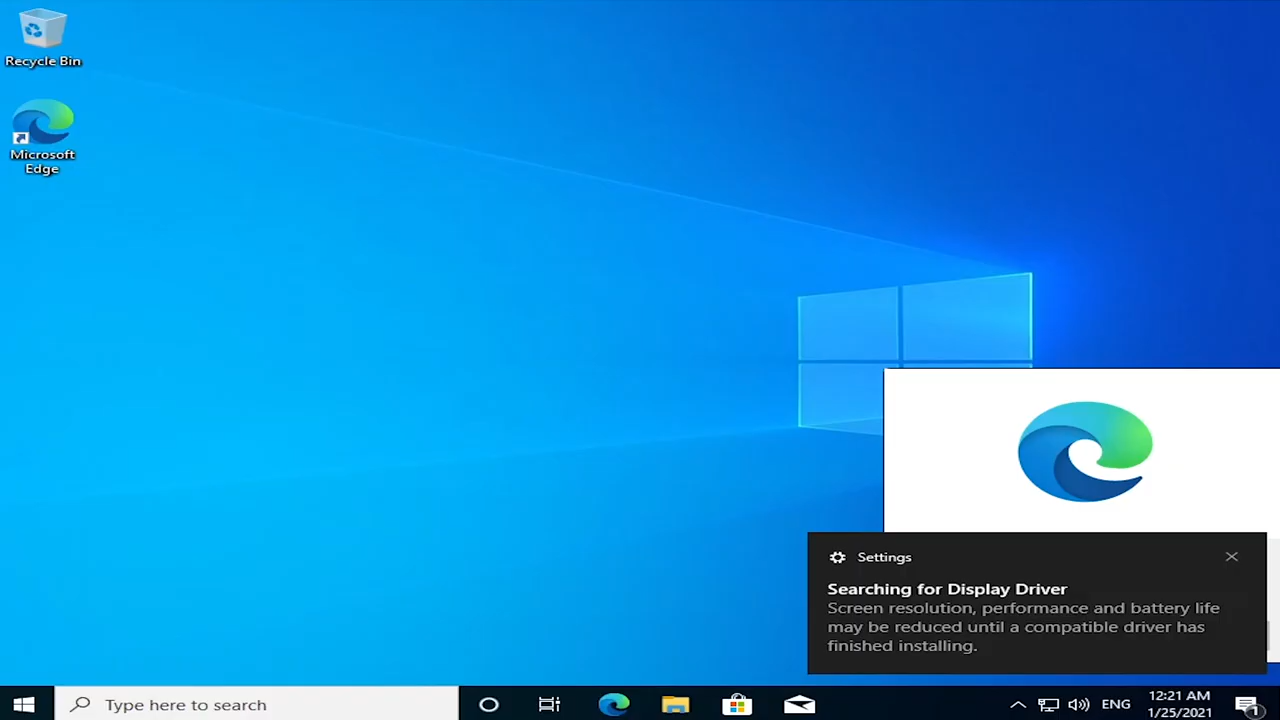 Recycle Bin
Microsoft
Edge
Settings
Searching for Display Driver
Screen resolution, performance and battery life
may be reduced until a compatible driver has
finished installing.
Type here to search
ENG
12:21 AM
1/25/2021
1